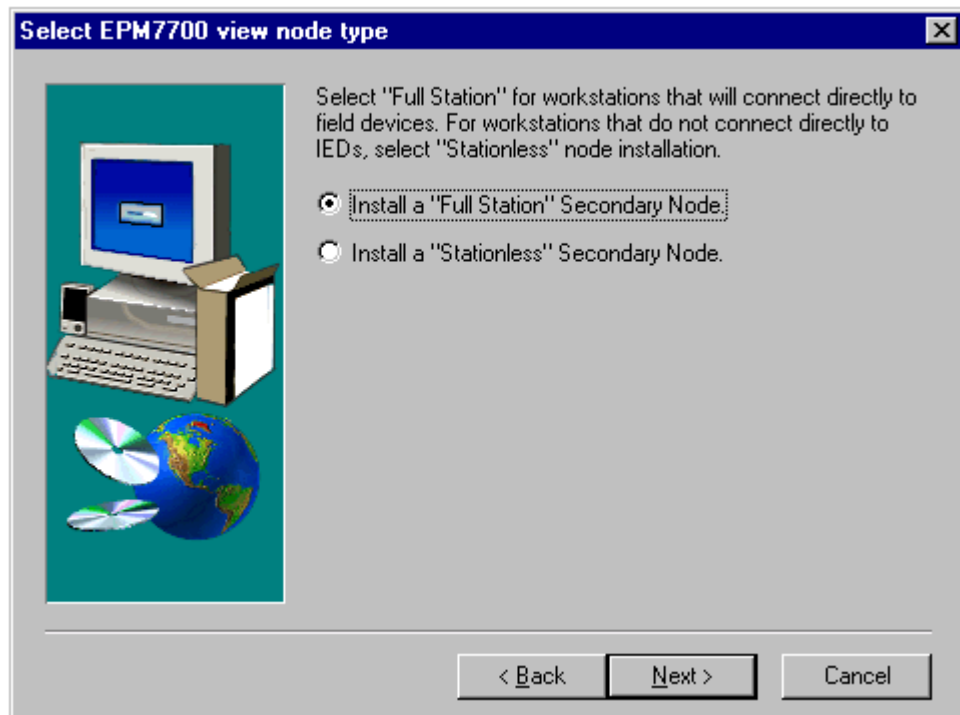 Select EPM7700 view node type
Select "Full Station" for workstations that will connect directly to
field devices. For workstations that do not connect directly to
IEDs, select "Stationless" node installation.
Install a "Full Station" Secondary Node.
Install a "Stationless" Secondary Node.
< Back
Next >
Cancel